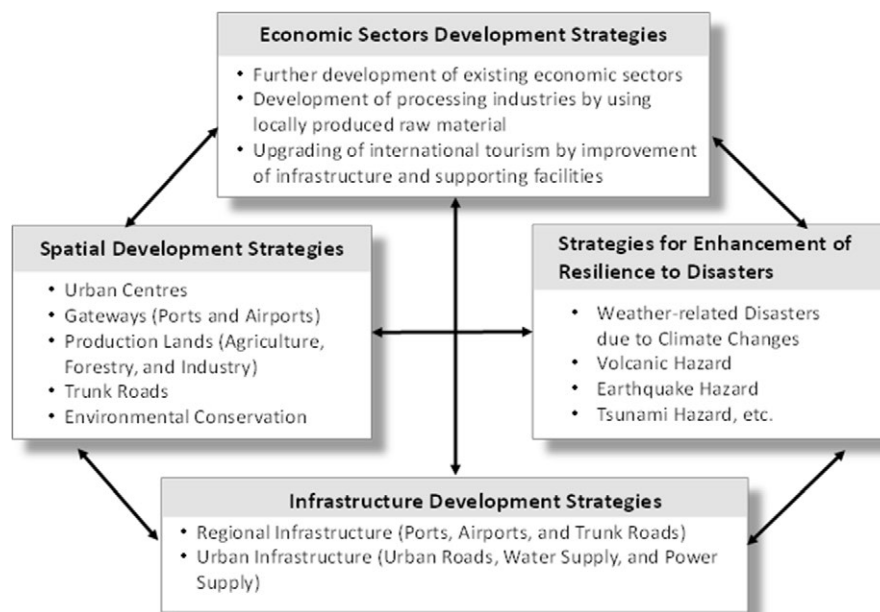 Economic Sectors Development Strategies
• Further development of existing economic sectors
• Development of processing industries by using
locally produced raw material
• Upgrading of international tourism by improvement
of infrastructure and supporting facilities
Spatial Development Strategies
• Urban Centres
• Gateways (Ports and Airports)
• Production Lands (Agriculture,
Forestry, and Industry)
• Trunk Roads
• Environmental Conservation
Strategies for Enhancement of
Resilience to Disasters
• Weather-related Disasters
due to Climate Changes
• Volcanic Hazard
• Earthquake Hazard
• Tsunami Hazard, etc.
Infrastructure Development Strategies
• Regional Infrastructure (Ports, Airports, and Trunk Roads)
• Urban Infrastructure (Urban Roads, Water Supply, and Power
Supply)